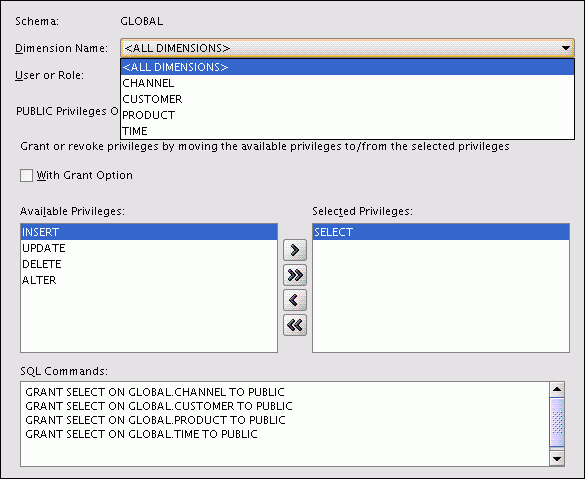 Schema: GLOBAL
Dimension Name: <ALL DIMENSIONS>
<ALL DIMENSIONS>
User or Role:
CHANNEL
CUSTOMER
PUBLIC Privileges O
PRODUCT
TIME
Grant or revoke privileges by moving the available privileges to/from the selected privileges
With Grant Option
Available Privileges: Selected Privileges:
INSERT SELECT
UPDATE
DELETE
ALTER
SQL Commands:
GRANT SELECT ON GLOBAL.CHANNEL TO PUBLIC
GRANT SELECT ON GLOBAL.CUSTOMER TO PUBLIC
GRANT SELECT ON GLOBAL.PRODUCT TO PUBLIC
GRANT SELECT ON GLOBAL.TIME TO PUBLIC